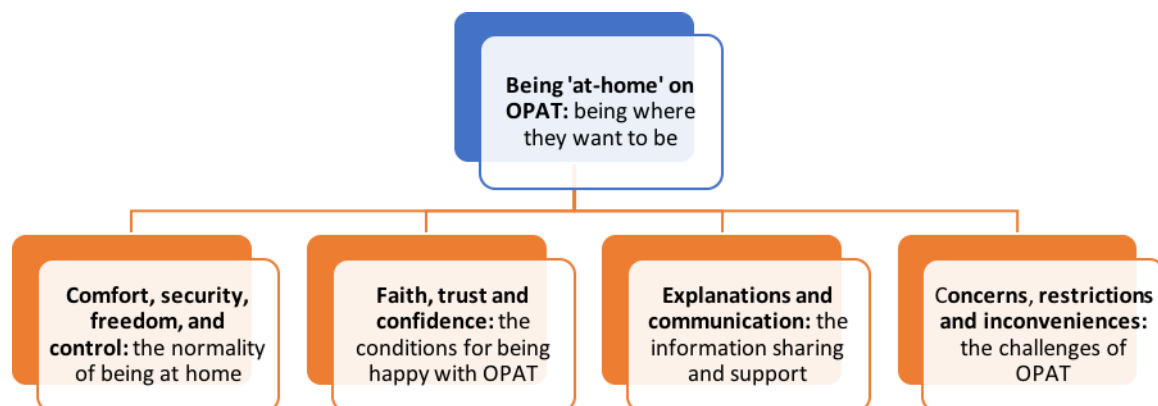 Being 'at-home' on
OPAT: being where
they want to be
Comfort, security,
freedom, and
control: the normality
of being at home
Faith, trust and
confidence: the
conditions for being
happy with OPAT
Explanations and
communication: the
information sharing
and support
Concerns, restrictions
and inconveniences:
the challenges of
OPAT